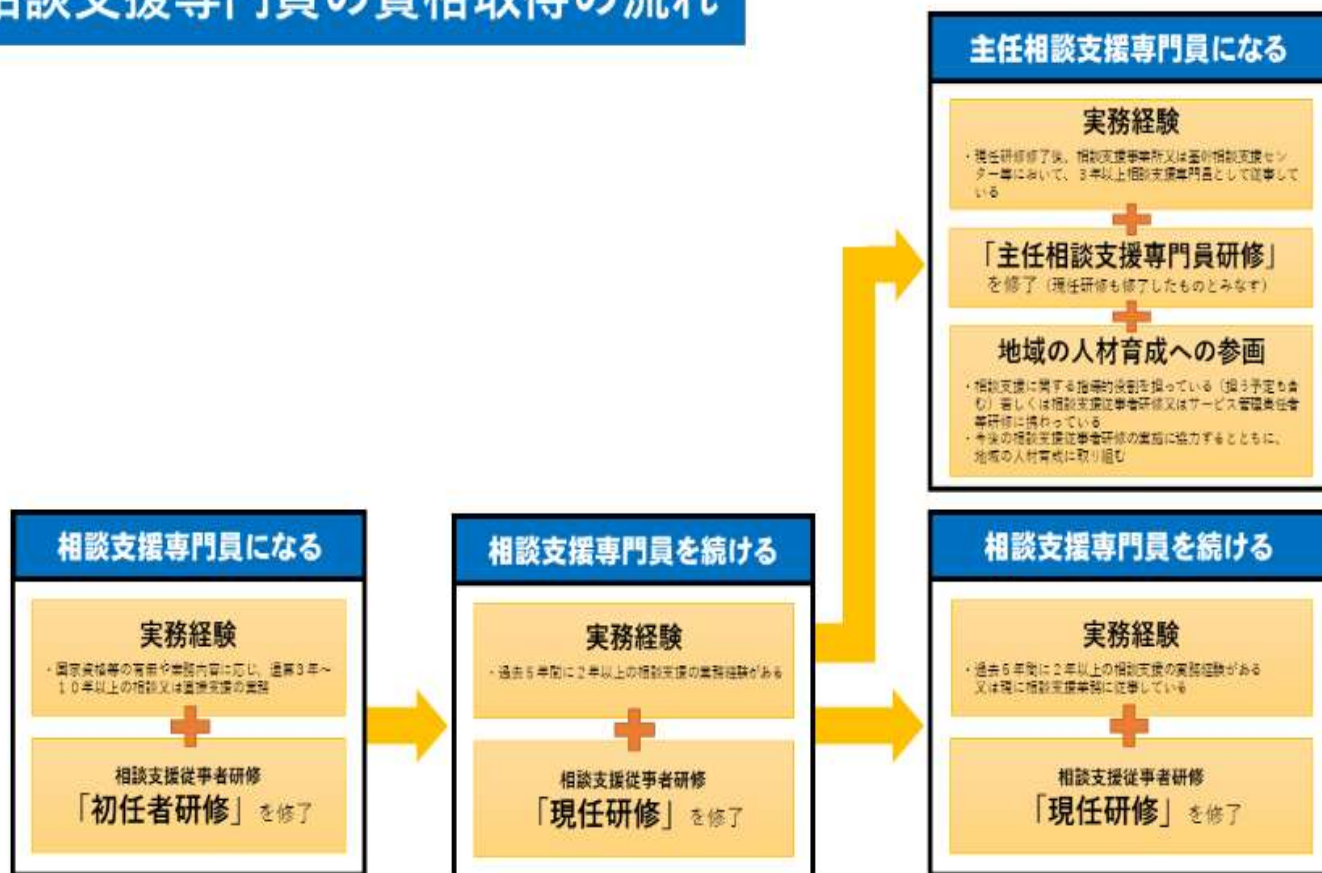 相談支援専門員の資格取得の流れ
主任相談支援専門員になる
実務経験
・現任研修修了後、相談支援事業所又は基幹相談支援セン
ター等において、3年以上相談支援専門員として従事して
いる
「主任相談支援専門員研修」
を修了(現任研修も修了したものとみなす)
地域の人材育成への参画
・相談支援に関する指導的役割を担っている(担う予定も含
む)若しくは相談支援従事者研修又はサービス管理責任者
等研修に携わっている
・今後の相談支援従事者研修の実施に協力するとともに、
地域の人材育成に取り組む
相談支援専門員になる
実務経験
・国家資格等の有無や業務内容に応じ、通算3年~
10年以上の相談又は直接支援の業務
相談支援従事者研修
「初任者研修」を修了
相談支援専門員を続ける
実務経験
・過去5年間に2年以上の相談支援の実務経験がある
相談支援従事者研修
「現任研修」を修了
相談支援専門員を続ける
実務経験
・過去5年間に2年以上の相談支援の実務経験がある
又は現に相談支援業務に従事している
相談支援従事者研修
「現任研修」を修了